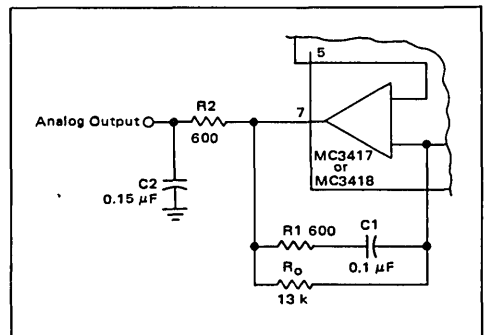 5
R2
Analog Output
7
600
MC3417
or
MC3418
C2
0.15 μF
R1 600
C1
0.1 μF
Ro
13 k